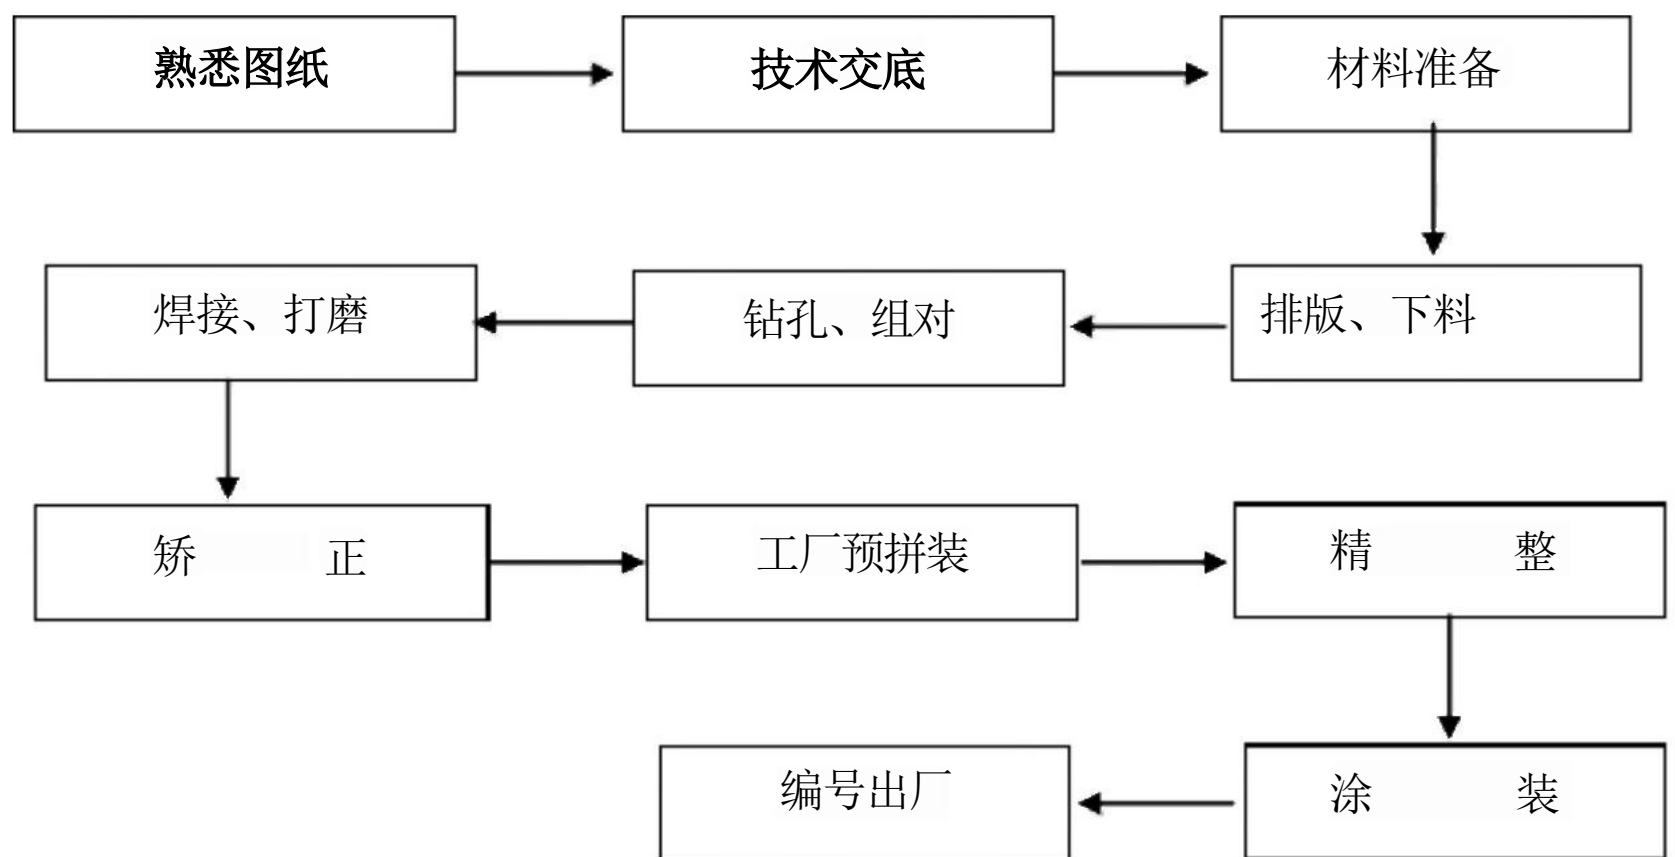 熟悉图纸
技术交底
材料准备
排版、下料
钻孔、组对
焊接、打磨
矫 正
工厂预拼装
精 整
涂 装
编号出厂